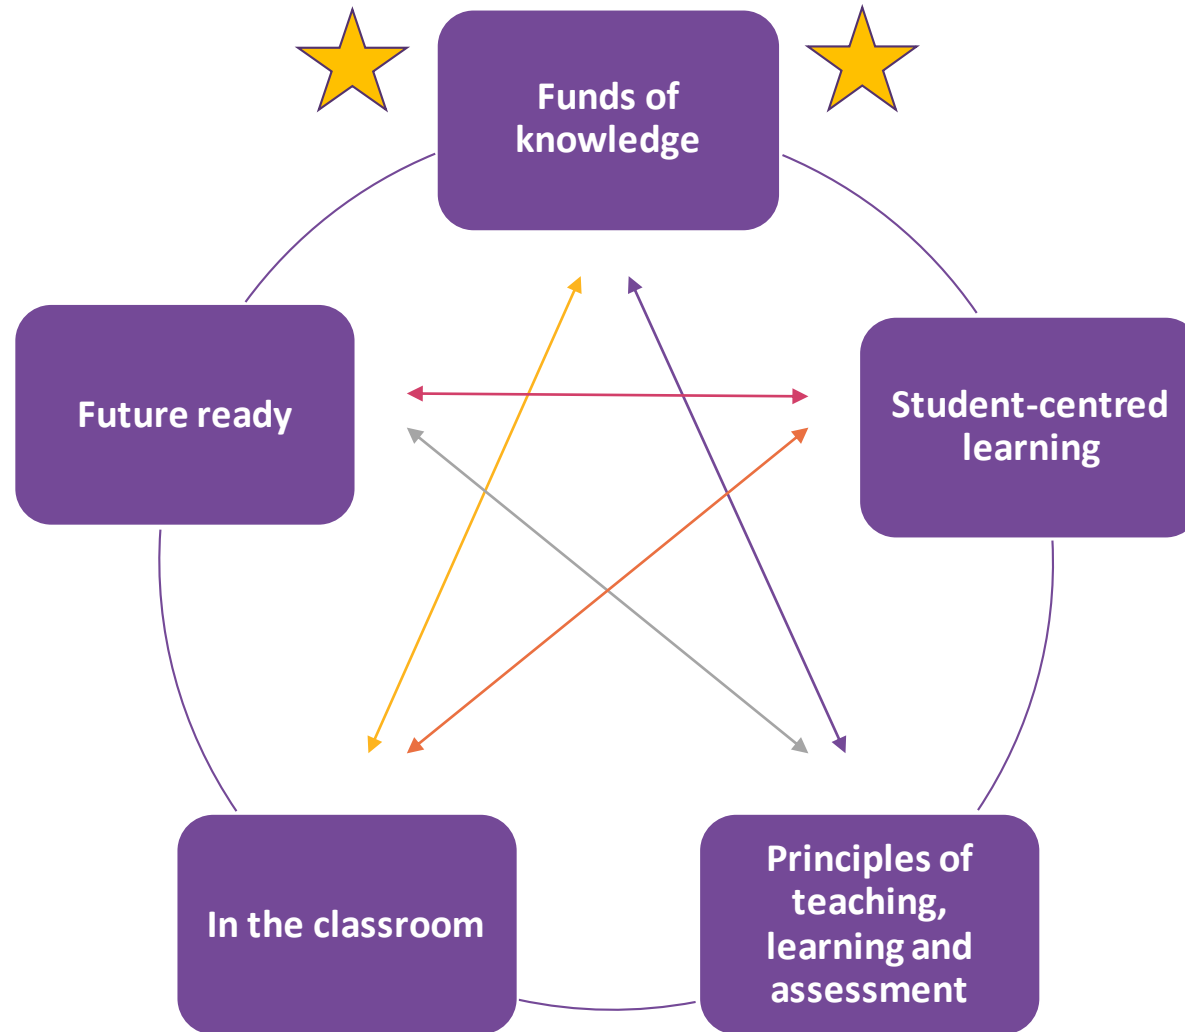 Funds of
knowledge
Future ready
Student-centred
learning
In the classroom
Principles of
teaching,
learning and
assessment